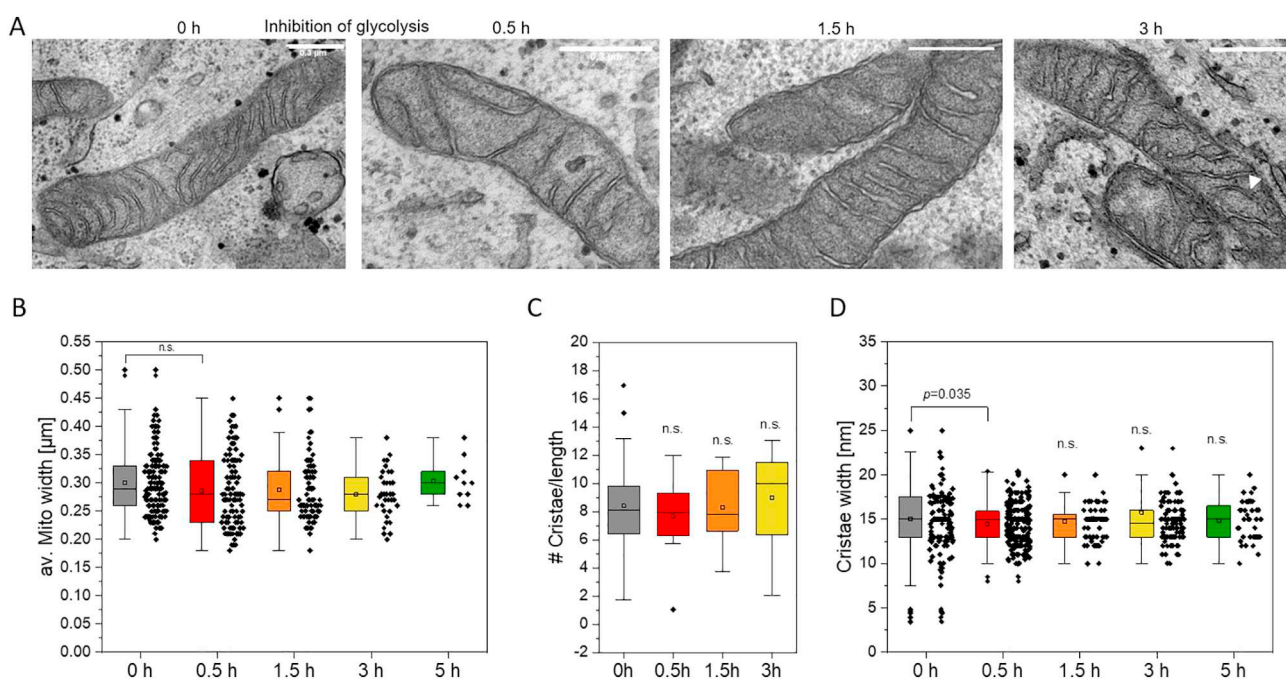 A
0 h Inhibition of glycolysis 0.5 h 1.5 h 3 h
0.3 µm
B
av. Mito width [µm]
0.55
0.50
0.45
0.40
0.35
0.30
0.25
0.20
0.15
0.10
0.05
0.00
n.s.
0 h 0.5 h 1.5 h 3 h 5 h
C
# Cristae/length
20
18
16
14
12
10
8
6
4
2
0
-2
n.s. n.s. n.s.
0h 0.5h 1.5h 3h
D
Cristae width [nm]
35
30
25
20
15
10
5
0
p=0.035
n.s. n.s. n.s.
0 h 0.5 h 1.5 h 3 h 5 h